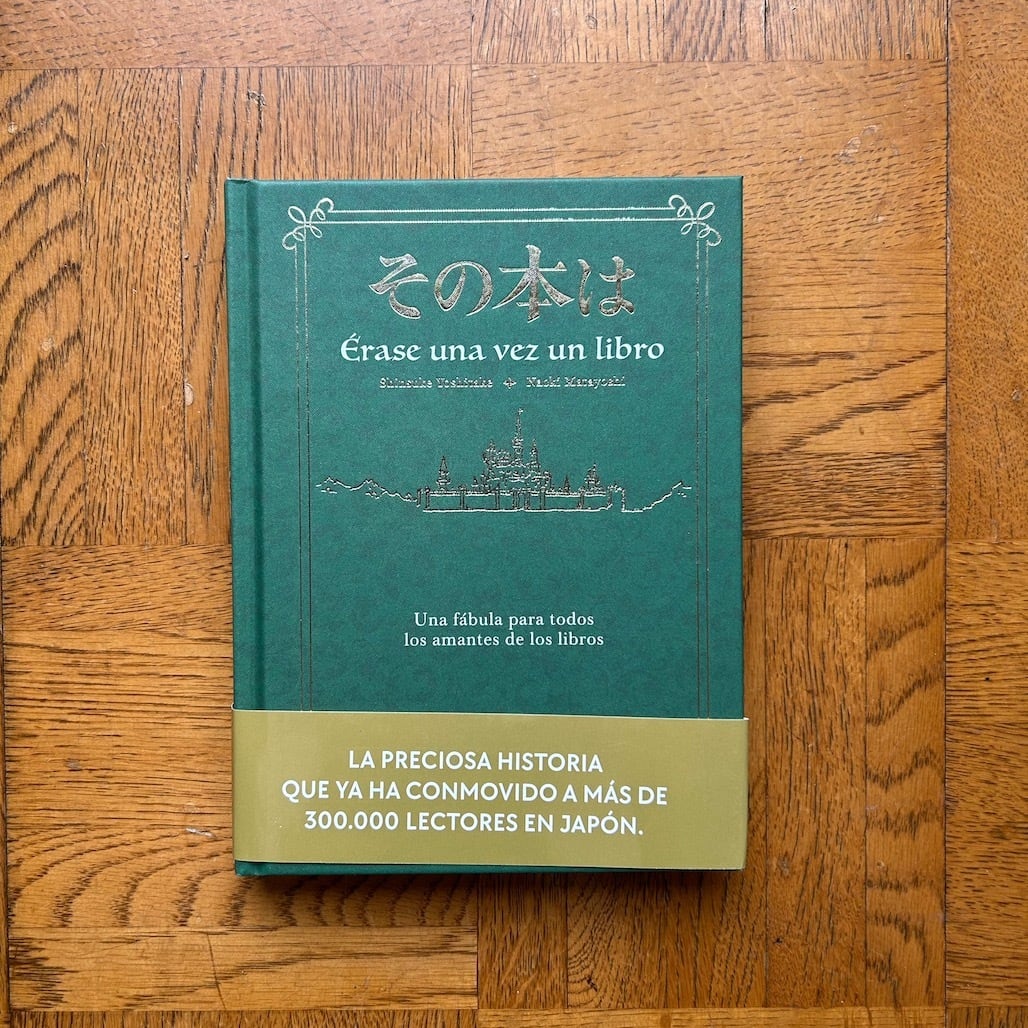 その本は
Érase una vez un libro
Shinsuke Yoshitake Naoki Matayoshi
Una fábula para todos
los amantes de los libros
LA PRECIOSA HISTORIA
QUE YA HA CONMOVIDO A MÁS DE
300.000 LECTORES EN JAPÓN.